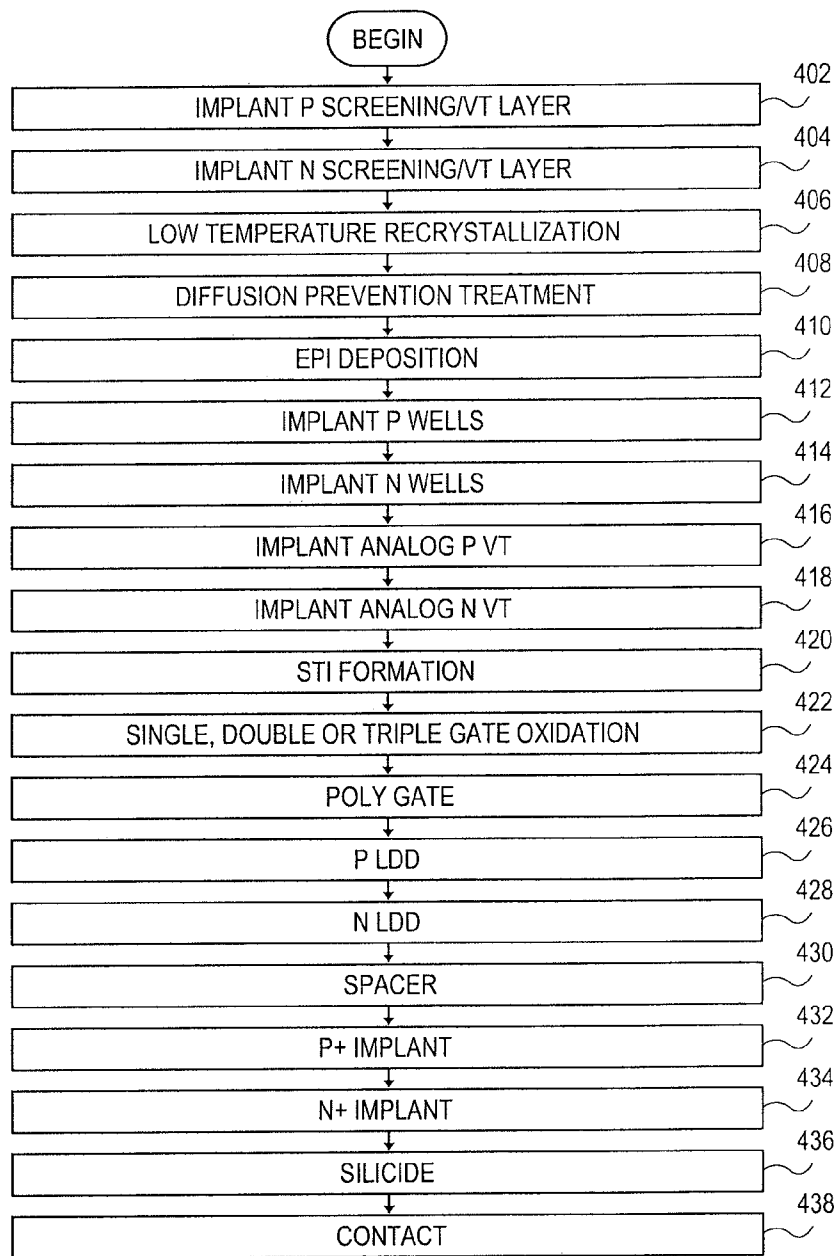 BEGIN
402
IMPLANT P SCREENING/VT LAYER
404
IMPLANT N SCREENING/VT LAYER
406
LOW TEMPERATURE RECRYSTALLIZATION
408
DIFFUSION PREVENTION TREATMENT
410
EPI DEPOSITION
412
IMPLANT P WELLS
414
IMPLANT N WELLS
416
IMPLANT ANALOG P VT
418
IMPLANT ANALOG N VT
420
STI FORMATION
422
SINGLE, DOUBLE OR TRIPLE GATE OXIDATION
424
POLY GATE
426
P LDD
428
N LDD
430
SPACER
432
P+ IMPLANT
434
N+ IMPLANT
436
SILICIDE
438
CONTACT